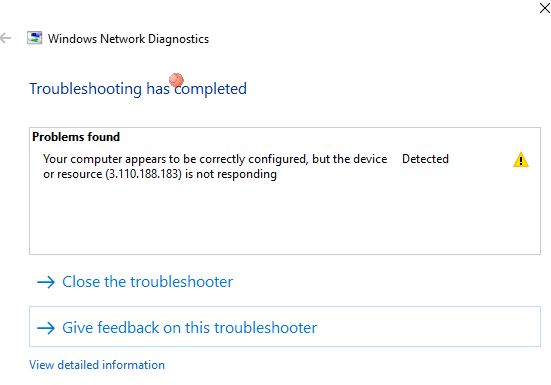 Windows Network Diagnostics
Troubleshooting has completed
Problems found
Your computer appears to be correctly configured, but the device Detected
or resource (3.110.188.183) is not responding
Close the troubleshooter
Give feedback on this troubleshooter
View detailed information